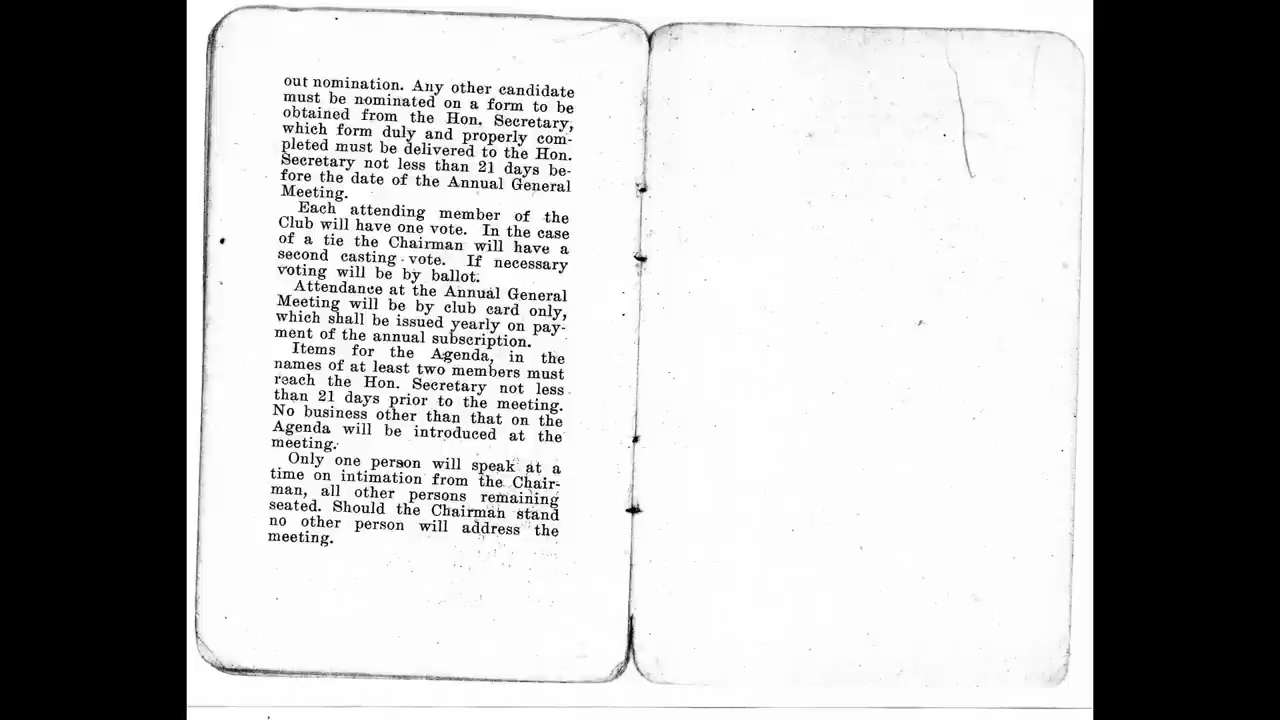 out nomination. Any other candidate
must be nominated on a form to be
obtained from the Hon. Secretary,
which form duly and properly com-
pleted must be delivered to the Hon.
Secretary not less than 21 days be-
fore the date of the Annual General
Meeting.
Each attending member of the
Club will have one vote. In the case
of a tie the Chairman will have a
second casting vote. If necessary
voting will be by ballot.
Attendance at the Annual General
Meeting will be by club card only,
which shall be issued yearly on pay-
ment of the annual subscription.
Items for the Agenda, in the
names of at least two members must
reach the Hon. Secretary not less
than 21 days prior to the meeting.
No business other than that on the
Agenda will be introduced at the
meeting.
Only one person will speak at a
time on intimation from the Chair-
man, all other persons remaining
seated. Should the Chairman stand
no other person will address the
meeting.